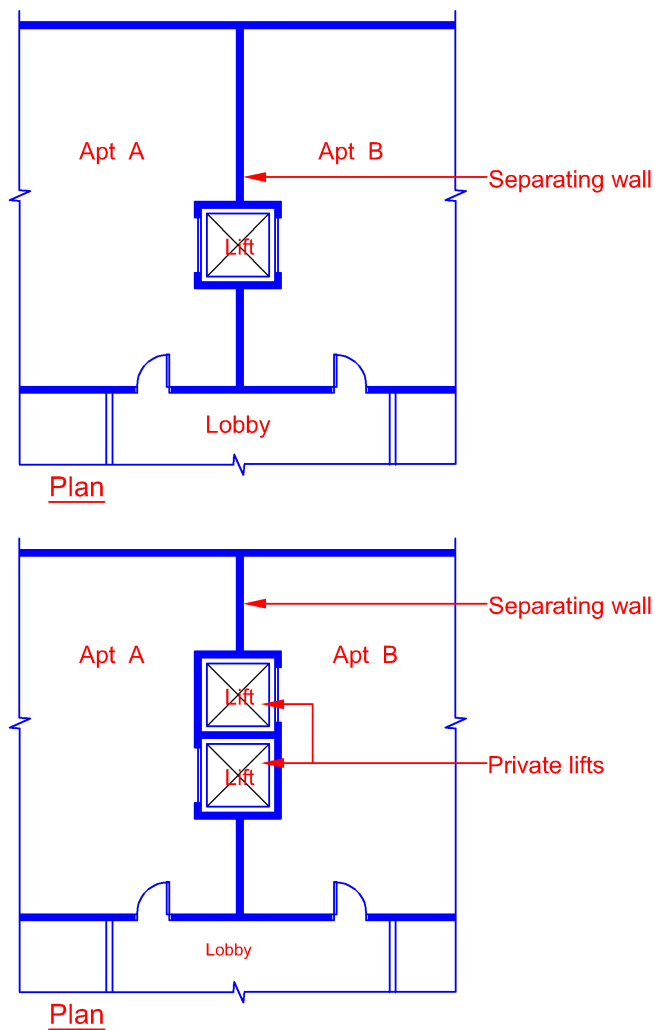 Apt A
Apt B
Separating wall
Lift
Lobby
Plan
Separating wall
Apt A
Apt B
Lift
Private lifts
Lift
Lobby
Plan